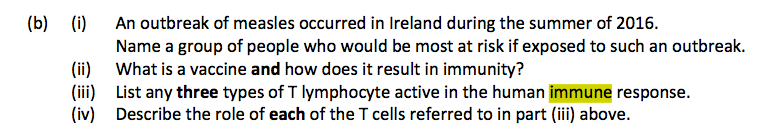 (b) (i) An outbreak of measles occurred in Ireland during the summer of 2016.
Name a group of people who would be most at risk if exposed to such an outbreak.
(ii) What is a vaccine and how does it result in immunity?
(iii) List any three types of T lymphocyte active in the human immune response.
(iv) Describe the role of each of the T cells referred to in part (iii) above.